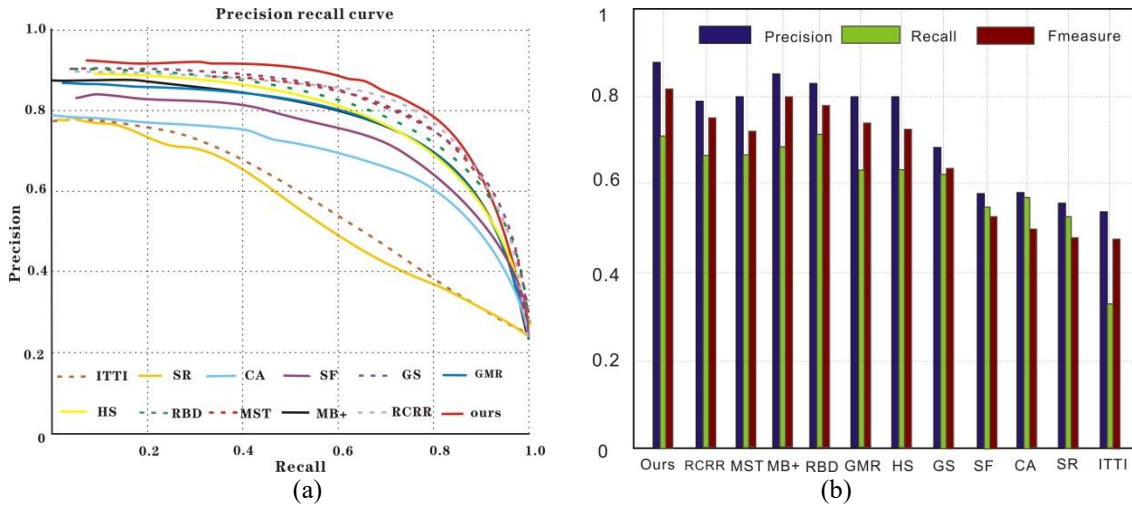 Precision recall curve
1.0
0.8
0.6
0.4
0.2
0
Precision
ITTI SR CA SF GS GMR
HS RBD MST MB+ RCRR ours
0.2 0.4 0.6 0.8 1.0
Recall
(a)
1
0.8
0.6
0.4
0.2
0
Precision Recall Fmeasure
Ours RCRR MST MB+ RBD GMR HS GS SF CA SR ITTI
(b)